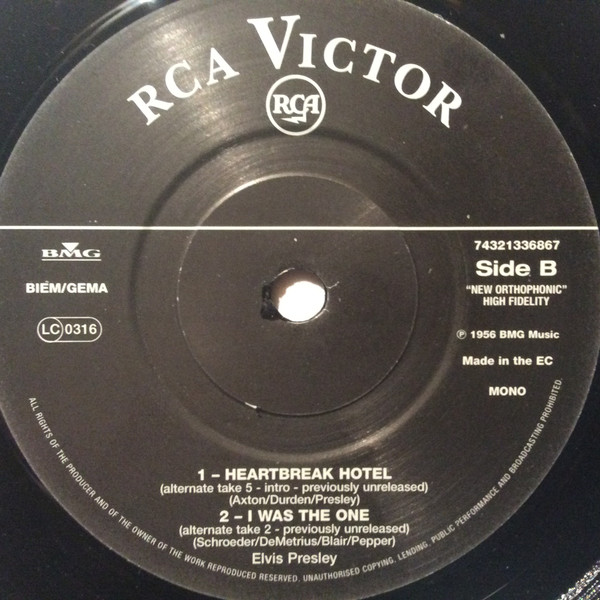 RCA VICTOR
RCA
BMG
BIEM/GEMA
LC 0316
74321336867
Side B
"NEW ORTHOPHONIC"
HIGH FIDELITY
℗ 1956 BMG Music
Made in the EC
MONO
1 – HEARTBREAK HOTEL
(alternate take 5 - intro - previously unreleased)
(Axton/Durden/Presley)
2 – I WAS THE ONE
(alternate take 2 - previously unreleased)
(Schroeder/DeMetrius/Blair/Pepper)
Elvis Presley
ALL RIGHTS OF THE PRODUCER AND OF THE OWNER OF THE WORK REPRODUCED RESERVED. UNAUTHORISED COPYING, LENDING, PUBLIC PERFORMANCE AND BROADCASTING PROHIBITED.